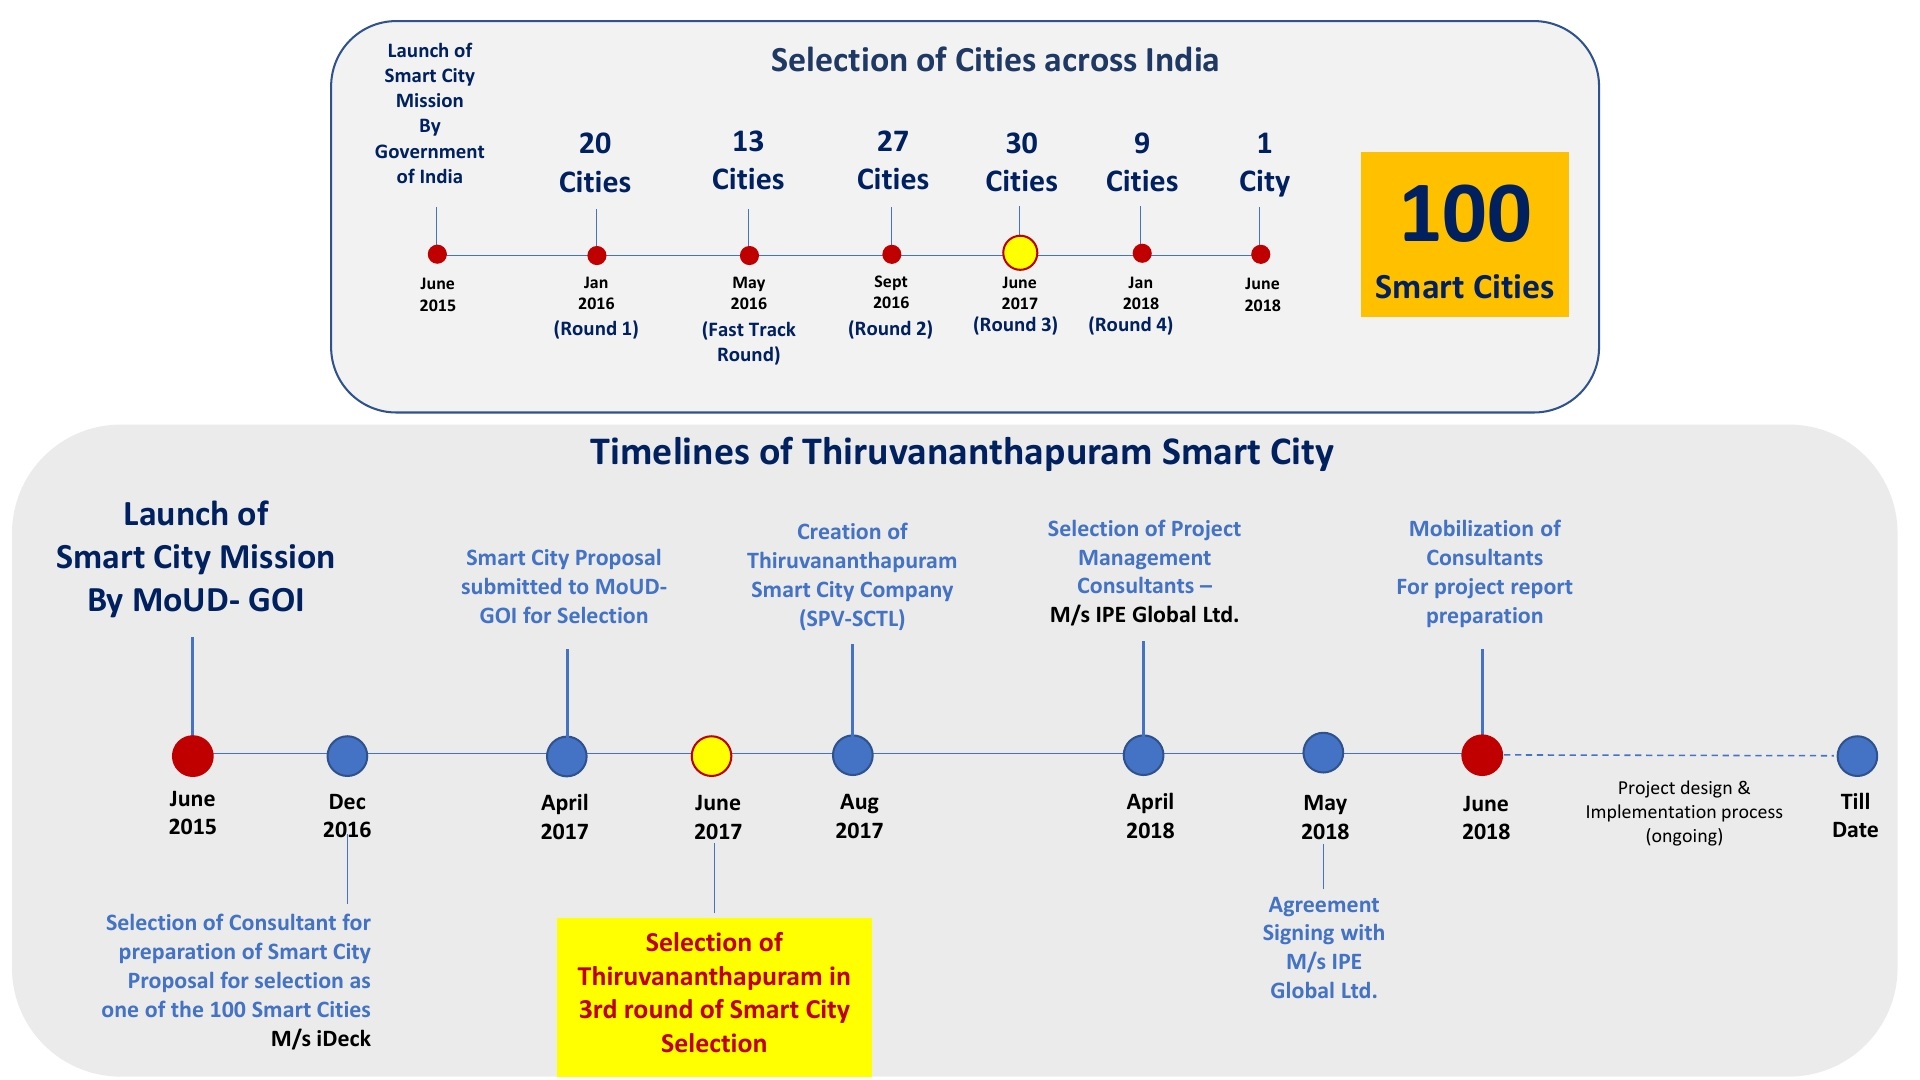 Selection of Cities across India
Launch of
Smart City
Mission
By
Government
of India
20
Cities
13
Cities
27
Cities
30
Cities
9
Cities
1
City
June
2015
Jan
2016
(Round 1)
May
2016
(Fast Track
Round)
Sept
2016
(Round 2)
June
2017
(Round 3)
Jan
2018
(Round 4)
June
2018
100
Smart Cities
Timelines of Thiruvananthapuram Smart City
Launch of
Smart City Mission
By MoUD- GOI
Smart City Proposal
submitted to MoUD-
GOI for Selection
Creation of
Thiruvananthapuram
Smart City Company
(SPV-SCTL)
Selection of Project
Management
Consultants –
M/s IPE Global Ltd.
Mobilization of
Consultants
For project report
preparation
June
2015
Dec
2016
April
2017
June
2017
Aug
2017
April
2018
May
2018
June
2018
Project design &
Implementation process
(ongoing)
Till
Date
Selection of Consultant for
preparation of Smart City
Proposal for selection as
one of the 100 Smart Cities
M/s iDeck
Selection of
Thiruvananthapuram in
3rd round of Smart City
Selection
Agreement
Signing with
M/s IPE
Global Ltd.